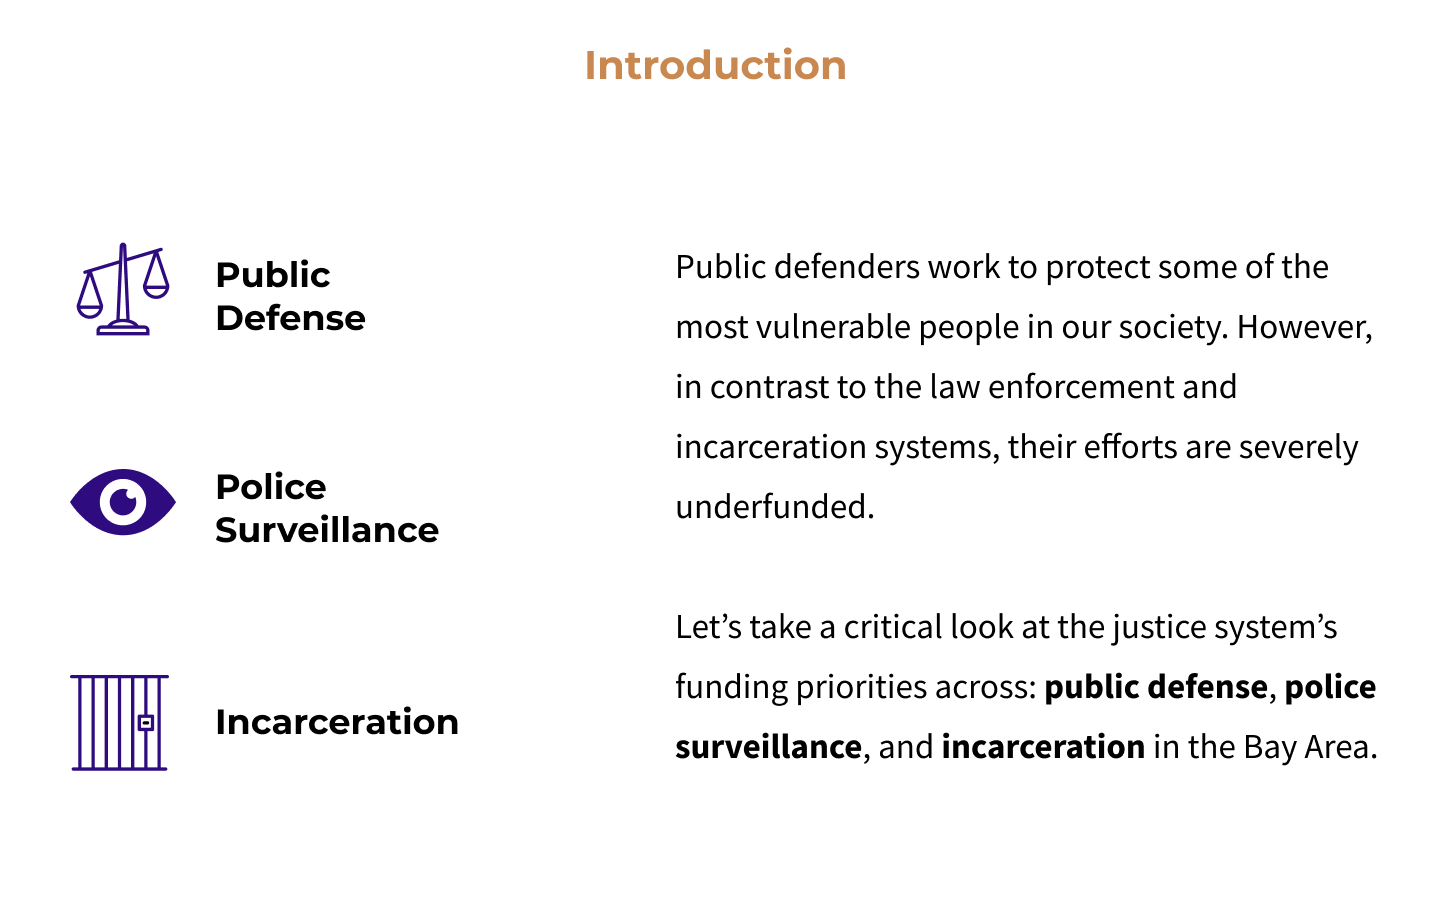 Introduction
Public
Defense
Police
Surveillance
Incarceration
Public defenders work to protect some of the
most vulnerable people in our society. However,
in contrast to the law enforcement and
incarceration systems, their efforts are severely
underfunded.
Let’s take a critical look at the justice system’s
funding priorities across: public defense, police
surveillance, and incarceration in the Bay Area.